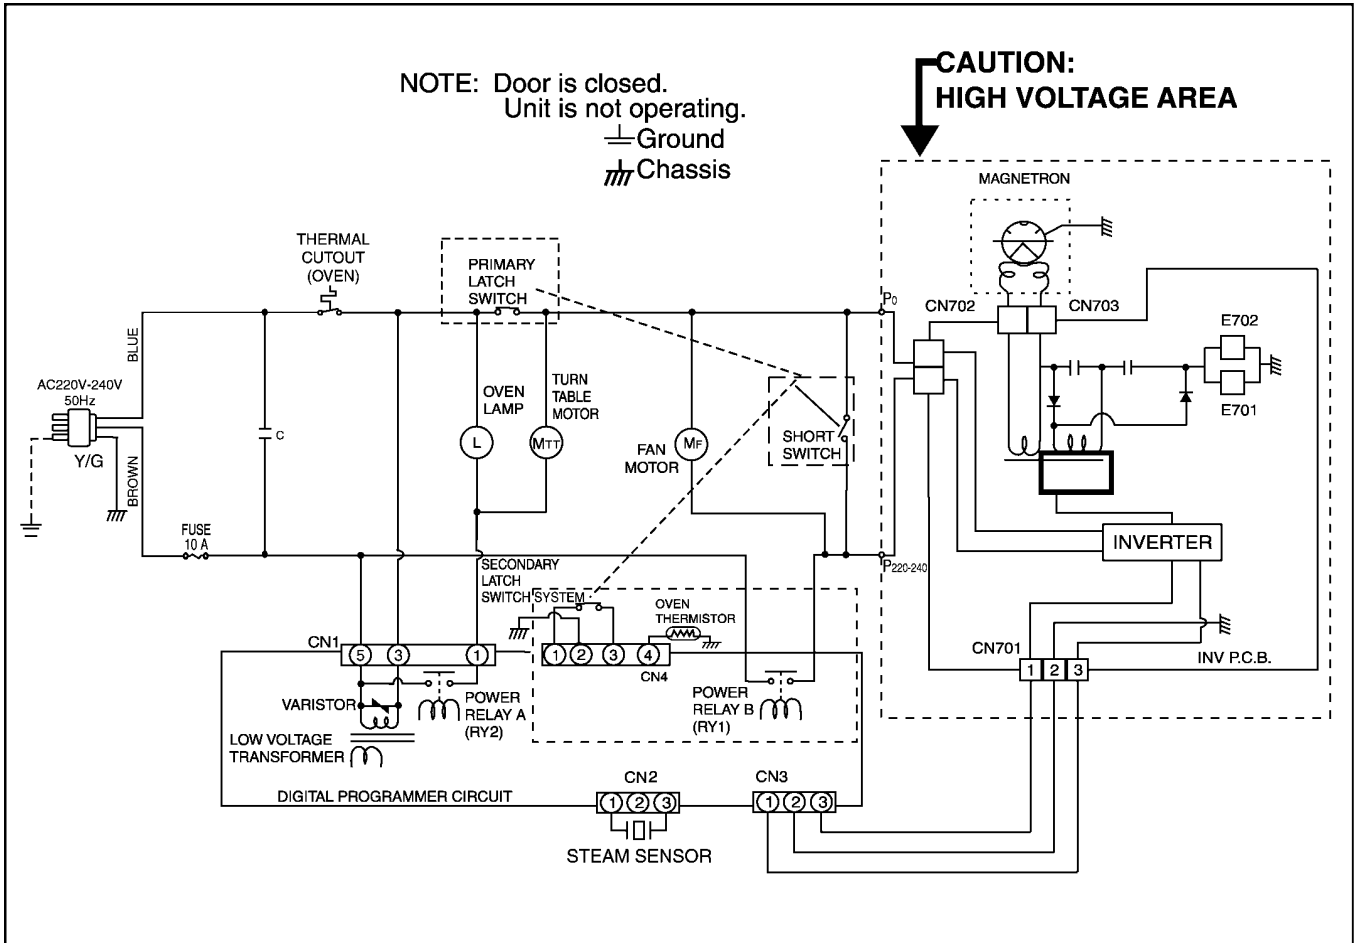 NOTE: Door is closed.
Unit is not operating.
Ground
Chassis
CAUTION:
HIGH VOLTAGE AREA
MAGNETRON
THERMAL
CUTOUT
(OVEN)
PRIMARY
LATCH
SWITCH
P0
CN702
CN703
E702
E701
BLUE
AC220V-240V
50Hz
Y/G
BROWN
C
OVEN
LAMP
L
TURN
TABLE
MOTOR
MTT
FAN
MOTOR
MF
SHORT
SWITCH
FUSE
10 A
INVERTER
P220-240
SECONDARY
LATCH
SWITCH SYSTEM
OVEN
THERMISTOR
CN1
5 3 1
1 2 3 4
CN4
CN701
1 2 3
INV P.C.B.
VARISTOR
POWER
RELAY A
(RY2)
POWER
RELAY B
(RY1)
LOW VOLTAGE
TRANSFORMER
DIGITAL PROGRAMMER CIRCUIT
CN2
1 2 3
CN3
1 2 3
STEAM SENSOR